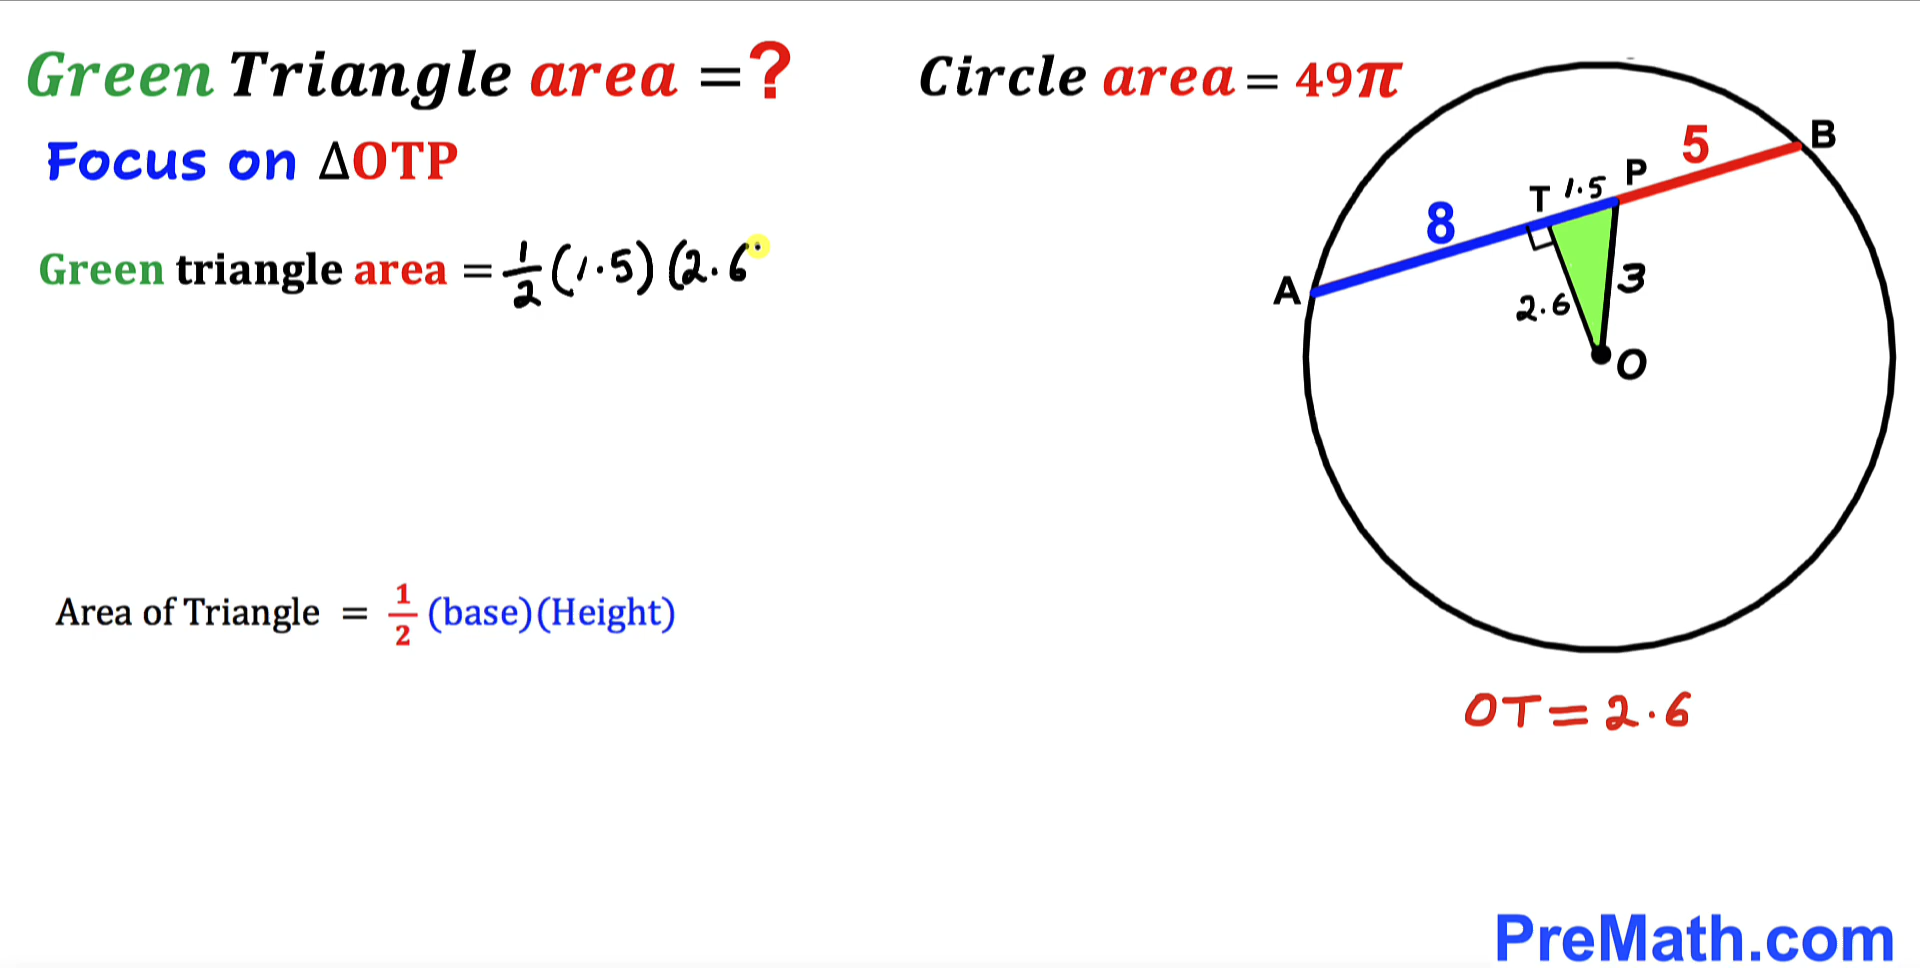 Green Triangle area =?
Circle area = 49π
Focus on ΔOTP
Green triangle area = 1/2 (1.5) (2.6
Area of Triangle = 1/2 (base)(Height)
B
5
P
T 1.5
8
A
3
2.6
O
OT = 2.6
PreMath.com